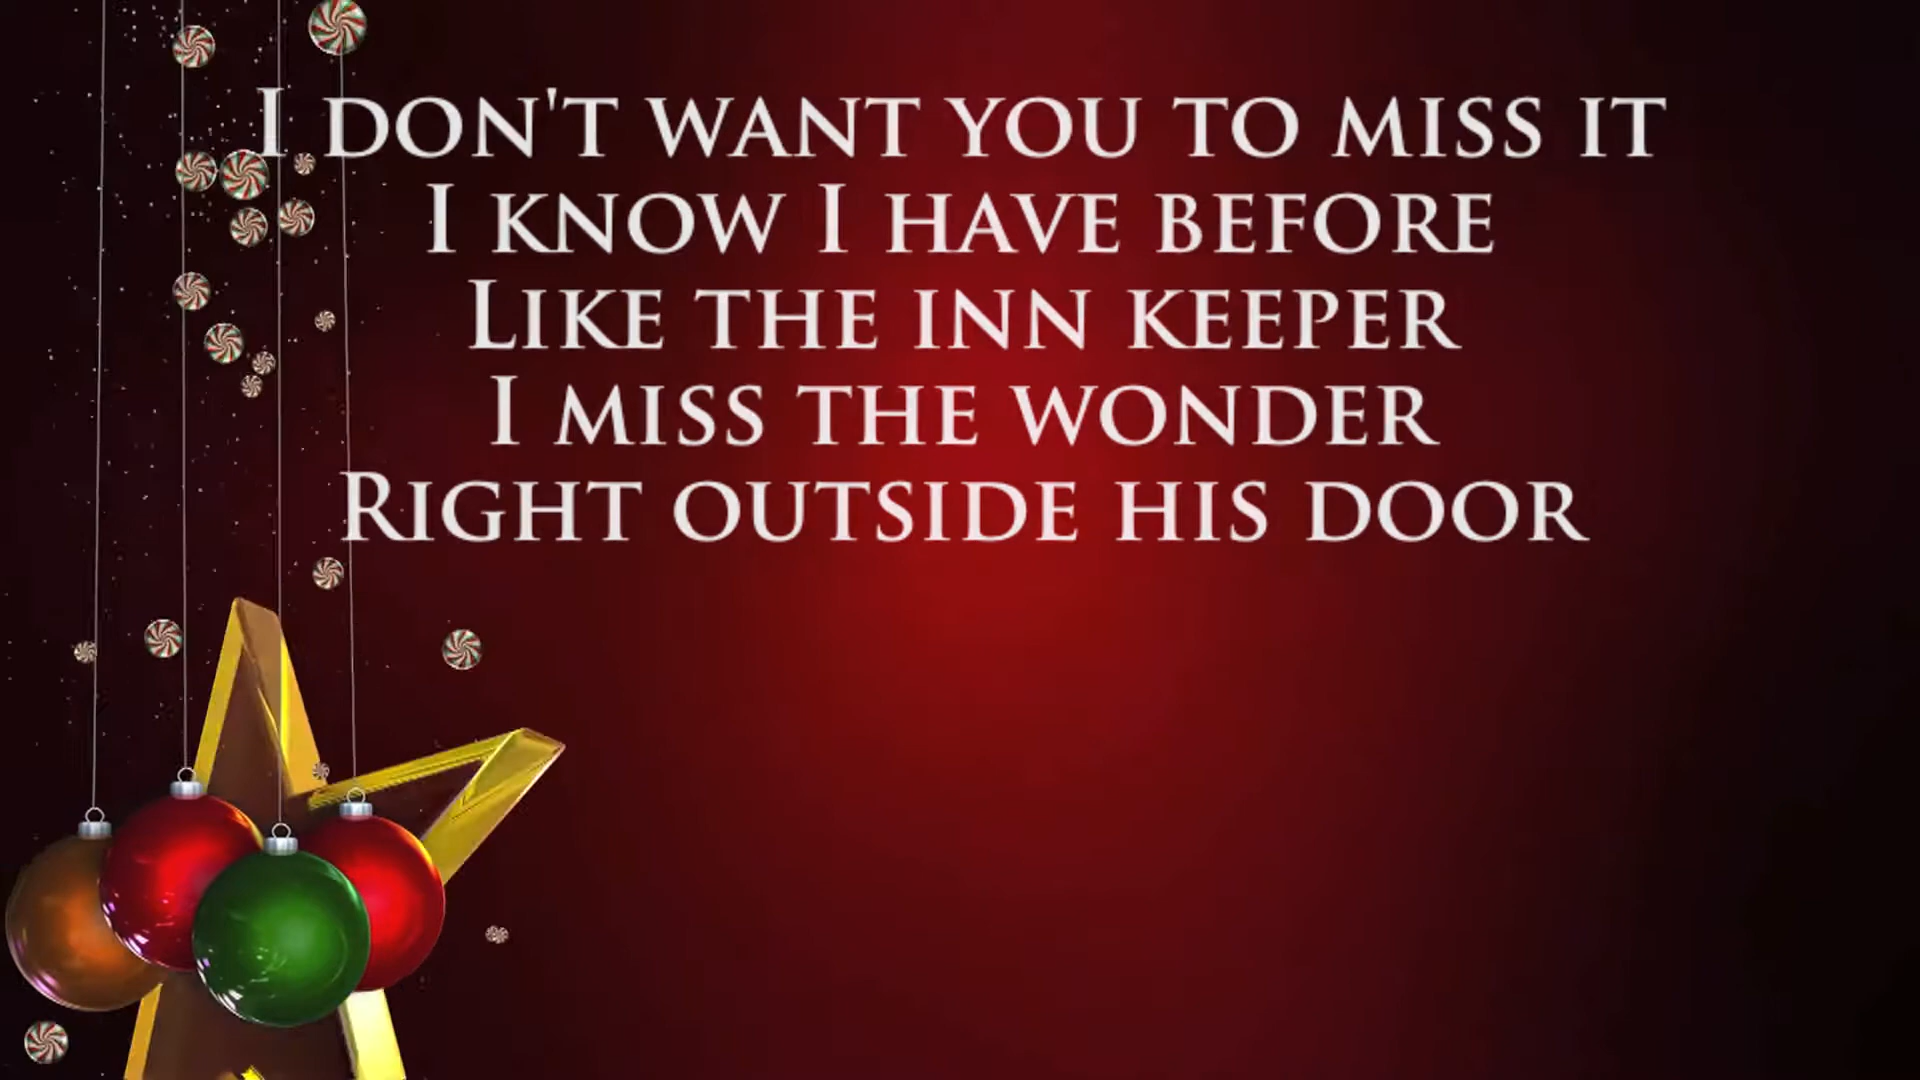 I don't want you to miss it
I know I have before
Like the inn keeper
I miss the wonder
Right outside his door